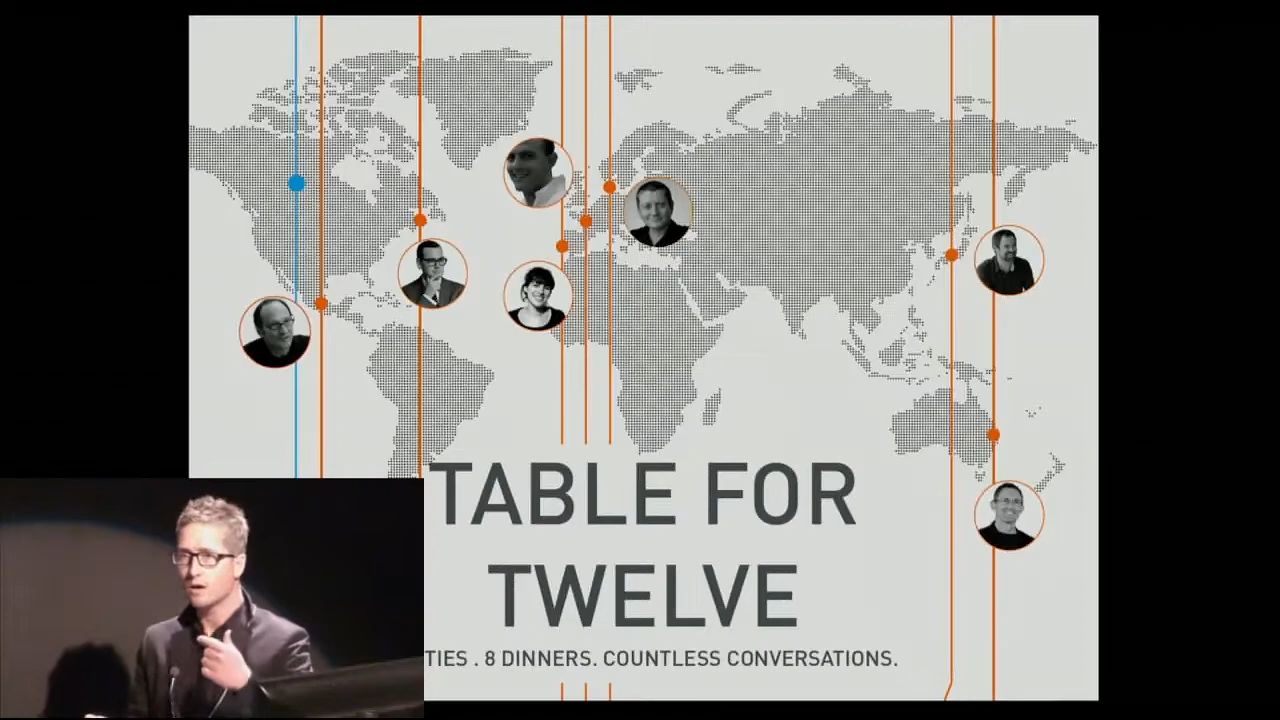 TABLE FOR
TWELVE
TIES . 8 DINNERS. COUNTLESS CONVERSATIONS.